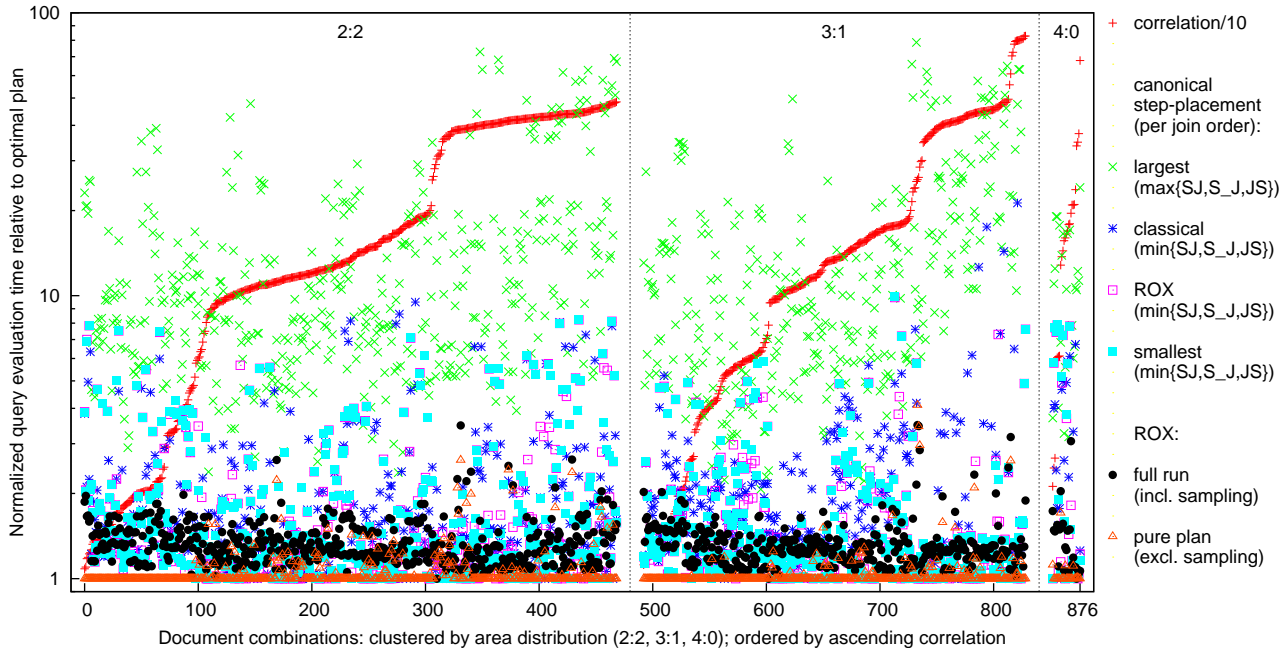 100
10
1
Normalized query evaluation time relative to optimal plan
2:2
3:1
4:0
0
100
200
300
400
500
600
700
800
876
Document combinations: clustered by area distribution (2:2, 3:1, 4:0); ordered by ascending correlation
correlation/10
canonical
step-placement
(per join order):
largest
(max{SJ,S_J,JS})
classical
(min{SJ,S_J,JS})
ROX
(min{SJ,S_J,JS})
smallest
(min{SJ,S_J,JS})
ROX:
full run
(incl. sampling)
pure plan
(excl. sampling)